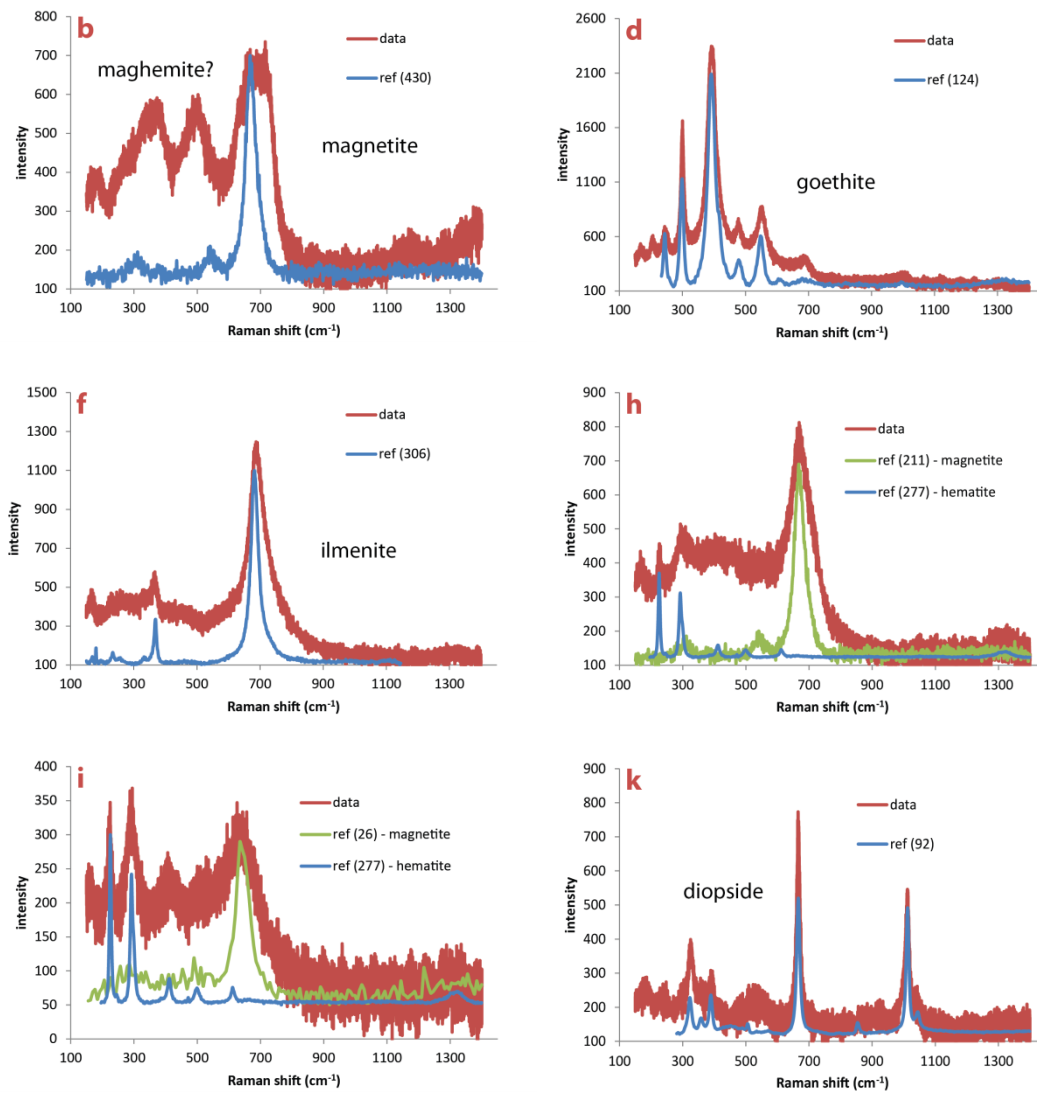 b
800
700
600
500
400
300
200
100
intensity
maghemite?
magnetite
data
ref (430)
100 300 500 700 900 1100 1300
Raman shift (cm⁻¹)
d
2600
2100
1600
1100
600
100
intensity
data
ref (124)
goethite
100 300 500 700 900 1100 1300
Raman shift (cm⁻¹)
f
1500
1300
1100
900
700
500
300
100
intensity
data
ref (306)
ilmenite
100 300 500 700 900 1100 1300
Raman shift (cm⁻¹)
h
900
800
700
600
500
400
300
200
100
intensity
data
ref (211) - magnetite
ref (277) - hematite
100 300 500 700 900 1100 1300
Raman shift (cm⁻¹)
i
400
350
300
250
200
150
100
50
0
intensity
data
ref (26) - magnetite
ref (277) - hematite
100 300 500 700 900 1100 1300
Raman shift (cm⁻¹)
k
900
800
700
600
500
400
300
200
100
intensity
data
ref (92)
diopside
100 300 500 700 900 1100 1300
Raman shift (cm⁻¹)